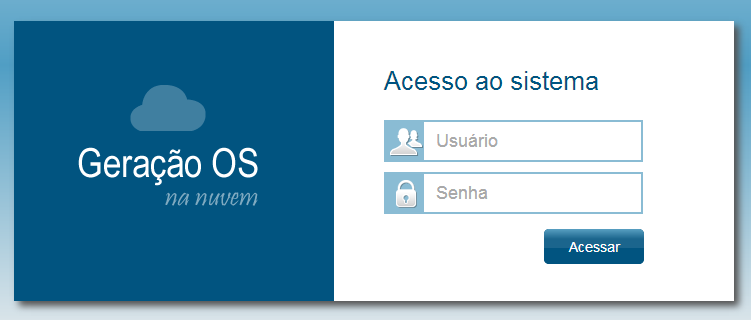 Geração OS
na nuvem
Acesso ao sistema
Usuário
Senha
Acessar